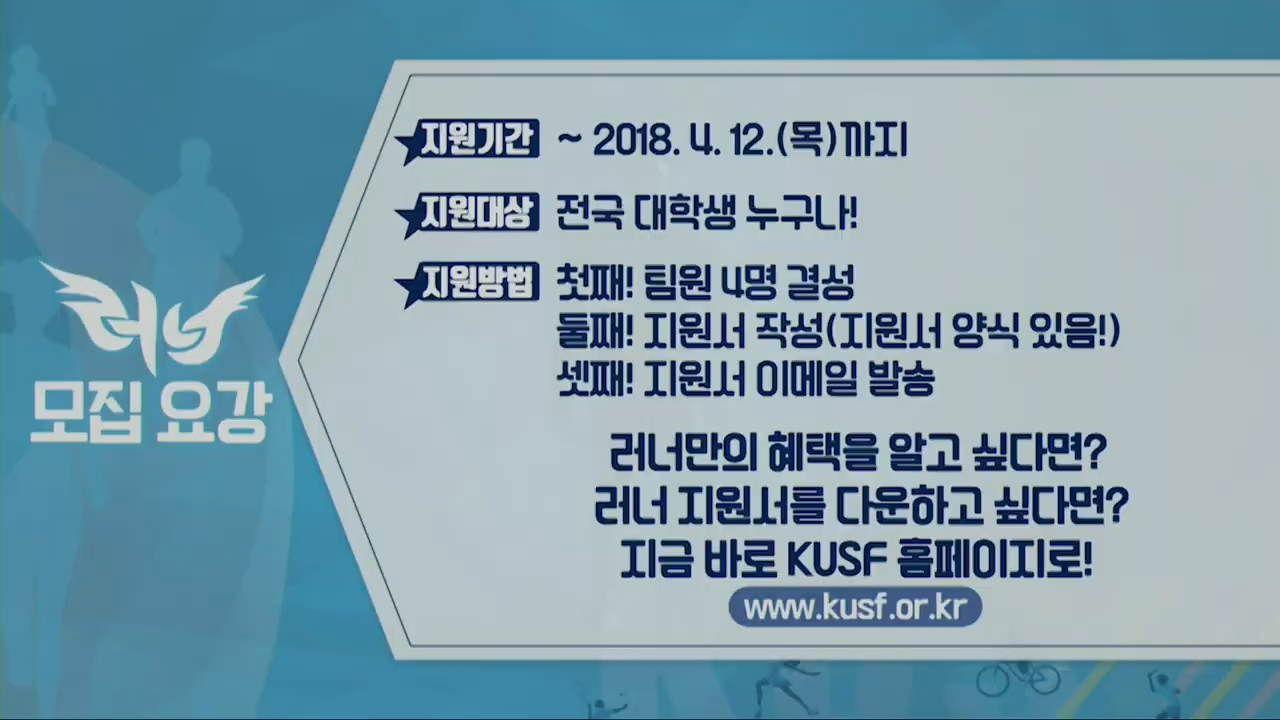 러너
모집 요강
지원기간 ~ 2018. 4. 12.(목)까지
지원대상 전국 대학생 누구나!
지원방법 첫째! 팀원 4명 결성
둘째! 지원서 작성(지원서 양식 있음!)
셋째! 지원서 이메일 발송
러너만의 혜택을 알고 싶다면?
러너 지원서를 다운하고 싶다면?
지금 바로 KUSF 홈페이지로!
www.kusf.or.kr